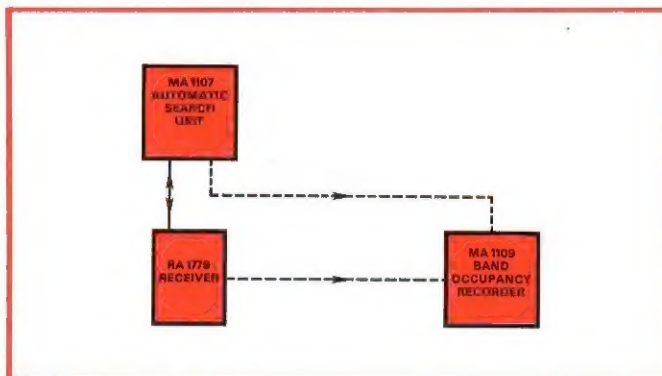 MA 1107
AUTOMATIC
SEARCH
UNIT
RA 1779
RECEIVER
MA 1109
BAND
OCCUPANCY
RECORDER